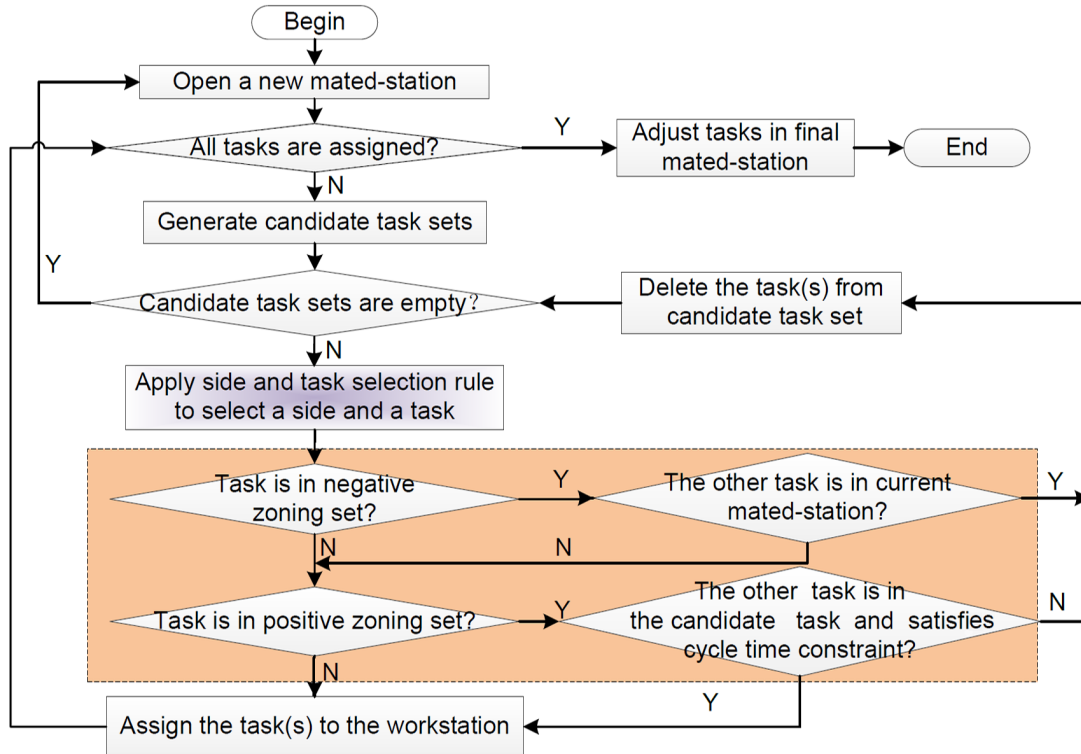 Begin
Open a new mated-station
All tasks are assigned?
Y
Adjust tasks in final
mated-station
End
N
Generate candidate task sets
Y
Candidate task sets are empty?
Delete the task(s) from
candidate task set
N
Apply side and task selection rule
to select a side and a task
Task is in negative
zoning set?
Y
The other task is in current
mated-station?
Y
N
N
Task is in positive zoning set?
Y
The other task is in
the candidate task and satisfies
cycle time constraint?
N
N
Y
Assign the task(s) to the workstation